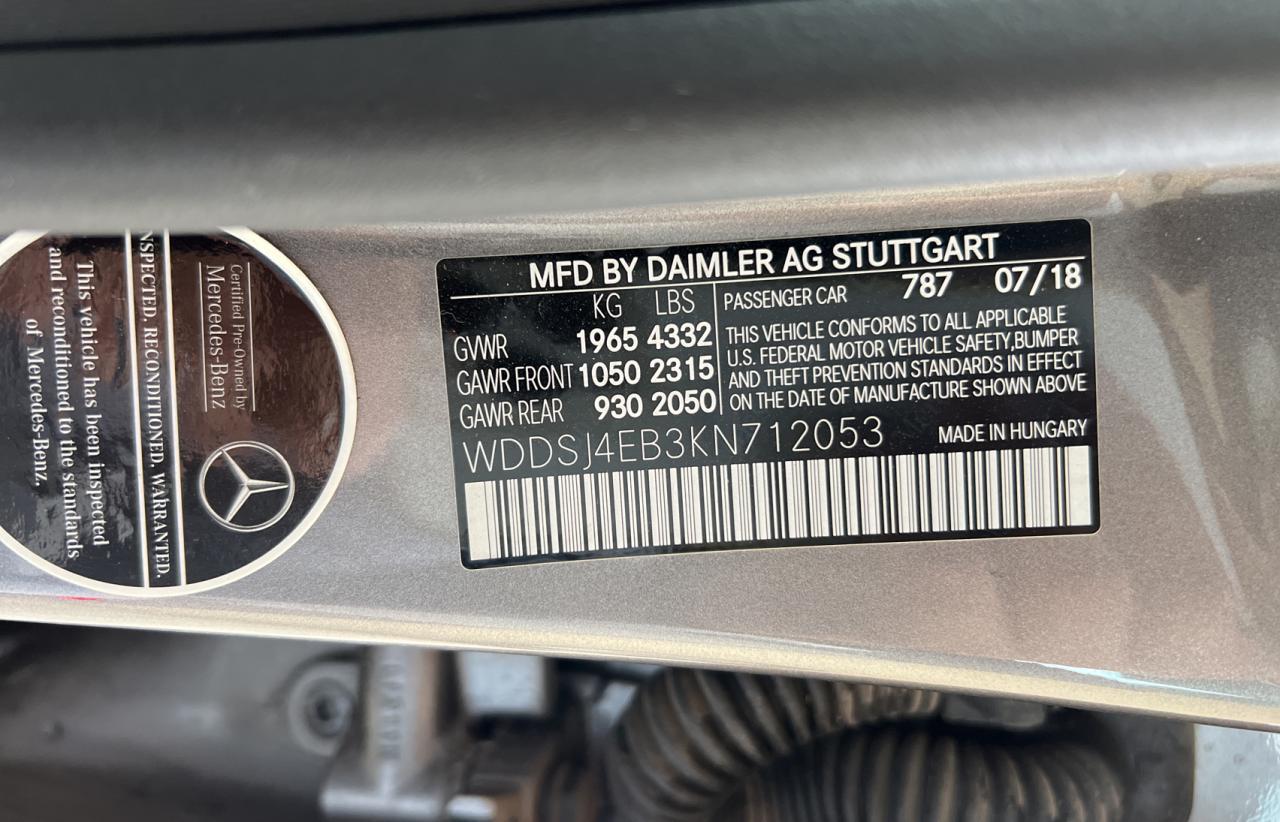 MFD BY DAIMLER AG STUTTGART
KG LBS
GVWR 1965 4332
GAWR FRONT 1050 2315
GAWR REAR 930 2050
PASSENGER CAR 787 07/18
THIS VEHICLE CONFORMS TO ALL APPLICABLE
U.S. FEDERAL MOTOR VEHICLE SAFETY,BUMPER
AND THEFT PREVENTION STANDARDS IN EFFECT
ON THE DATE OF MANUFACTURE SHOWN ABOVE
WDDSJ4EB3KN712053 MADE IN HUNGARY
Certified Pre-Owned by
Mercedes-Benz
NSPECTED. RECONDITIONED. WARRANTED.
This vehicle has been inspected
and reconditioned to the standards
of Mercedes-Benz.